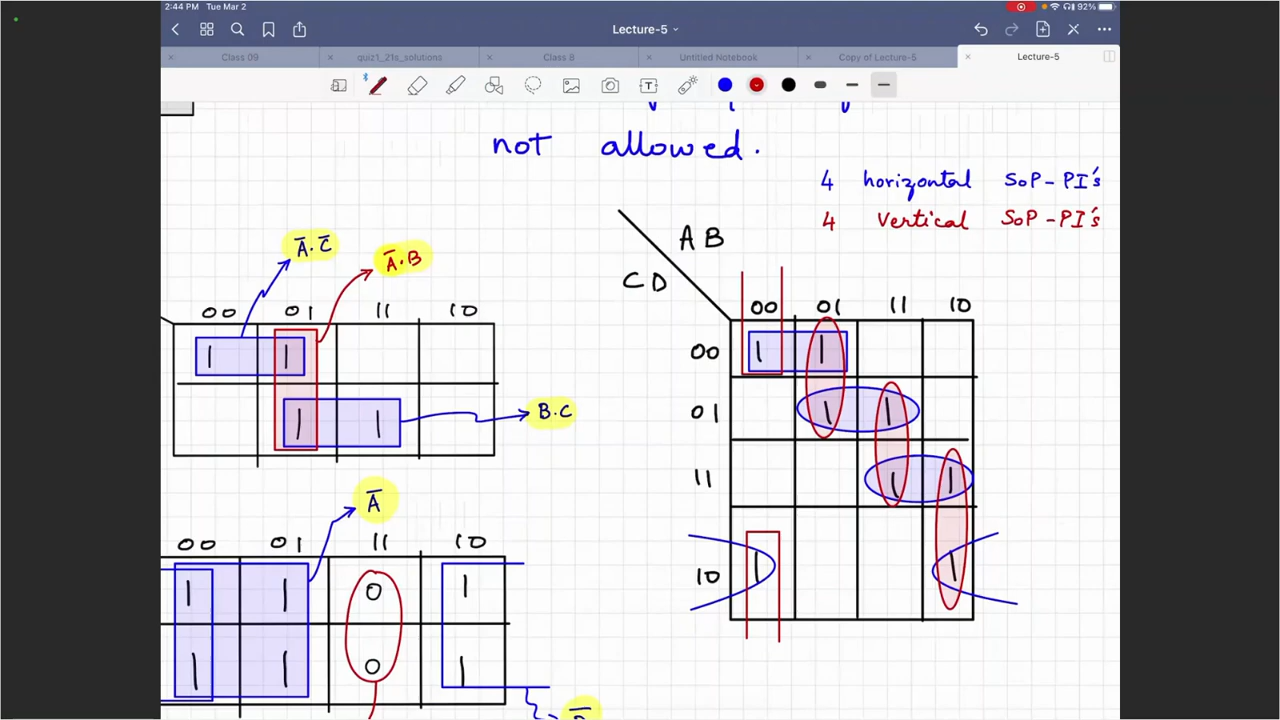 2:44 PM Tue Mar 2
92%
Lecture-5
Class 09
quiz1_21s_solutions
Class 8
Untitled Notebook
Copy of Lecture-5
Lecture-5
T
not allowed.
4 horizontal SoP-PI's
4 Vertical SoP-PI's
A̅.C̅
A̅.B
00 01 11 10
1 1
1 1
B.C
A̅
00 01 11 10
1 1 0 1
1 1 0 1
AB
CD
00 01 11 10
00 1 1
01 1 1
11 1 1
10 1 1